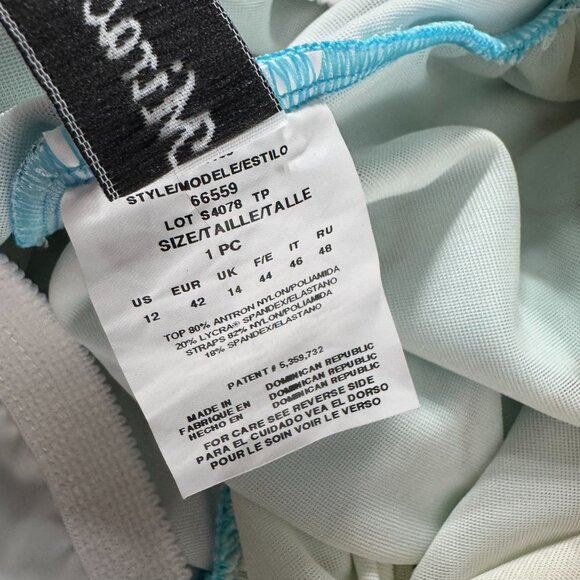 STYLE/MODELE/ESTILO
66559
LOT S4078 TP
SIZE/TAILLE/TALLE
1 PC
US EUR UK F/E IT RU
12 42 14 44 46 48
TOP 80% ANTRON NYLON/POLIAMIDA
20% LYCRA® SPANDEX/ELASTANO
STRAPS 82% NYLON/POLIAMIDA
18% SPANDEX/ELASTANO
PATENT # 5,359,732
MADE IN DOMINICAN REPUBLIC
FABRIQUE EN DOMINICAN REPUBLIC
HECHO EN DOMINICAN REPUBLIC
FOR CARE SEE REVERSE SIDE
PARA EL CUIDADO VEA EL DORSO
POUR LE SOIN VOIR LE VERSO